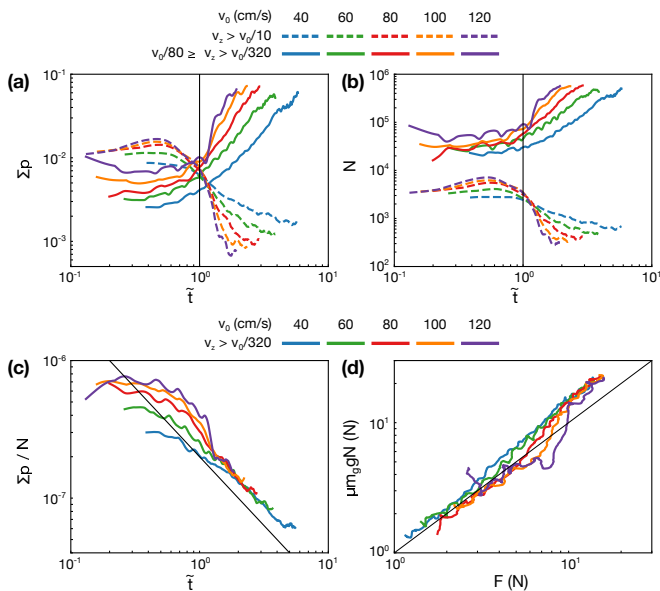 v₀ (cm/s) 40 60 80 100 120
v_z > v₀/10
v₀/80 ≥ v_z > v₀/320
(a)
Σp
10⁻¹
10⁻²
10⁻³
10⁻¹ 10⁰ 10¹
t̃
(b)
N
10⁶
10⁵
10⁴
10³
10²
10⁻¹ 10⁰ 10¹
t̃
v₀ (cm/s) 40 60 80 100 120
v_z > v₀/320
(c)
Σp / N
10⁻⁶
10⁻⁷
10⁻¹ 10⁰ 10¹
t̃
(d)
μm_g gN (N)
10¹
10⁰
10⁰ 10¹
F (N)